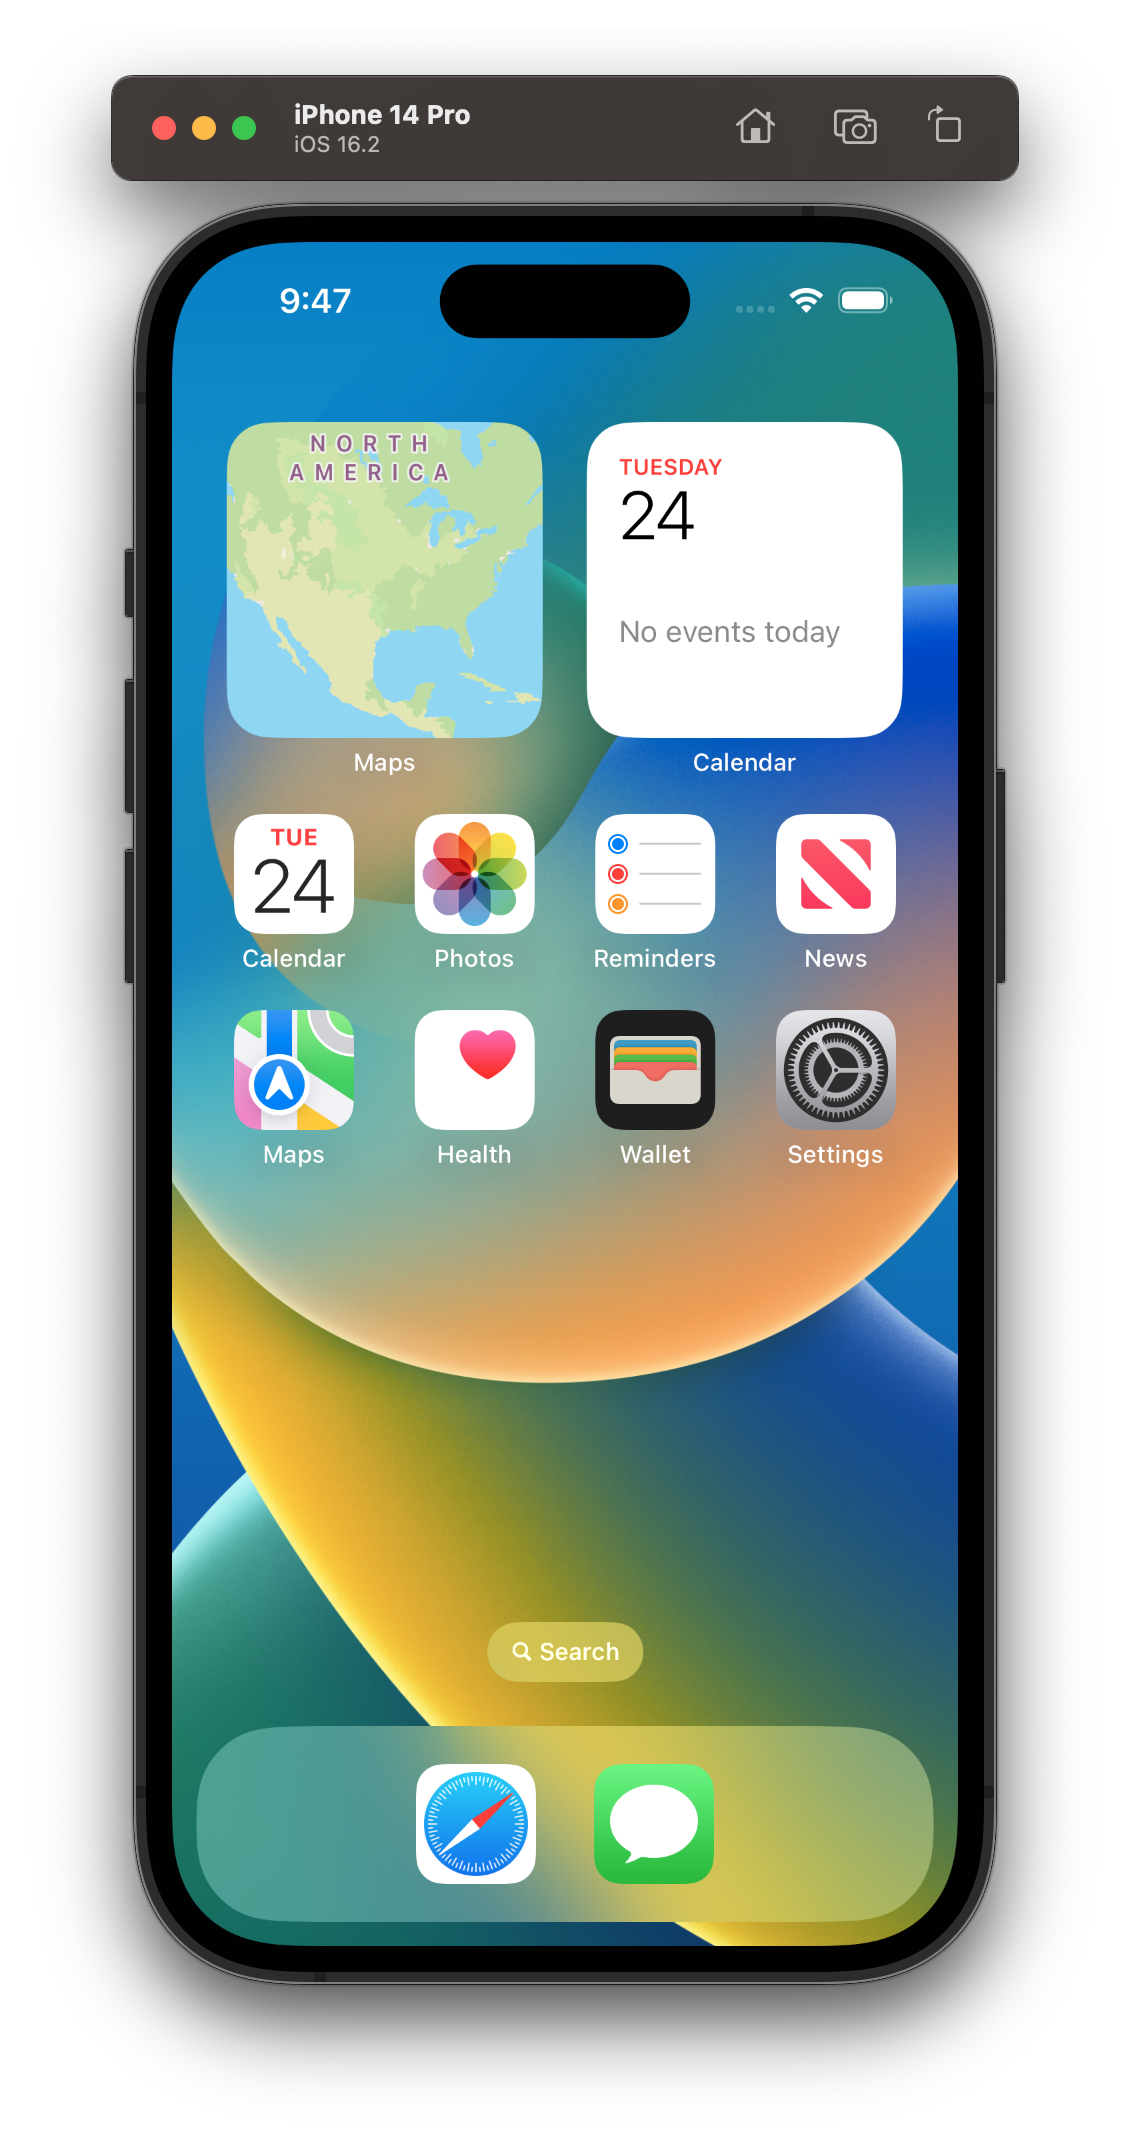 iPhone 14 Pro
iOS 16.2
9:47
NORTH
AMERICA
TUESDAY
24
No events today
Maps
Calendar
TUE
24
Calendar
Photos
Reminders
News
Maps
Health
Wallet
Settings
Search